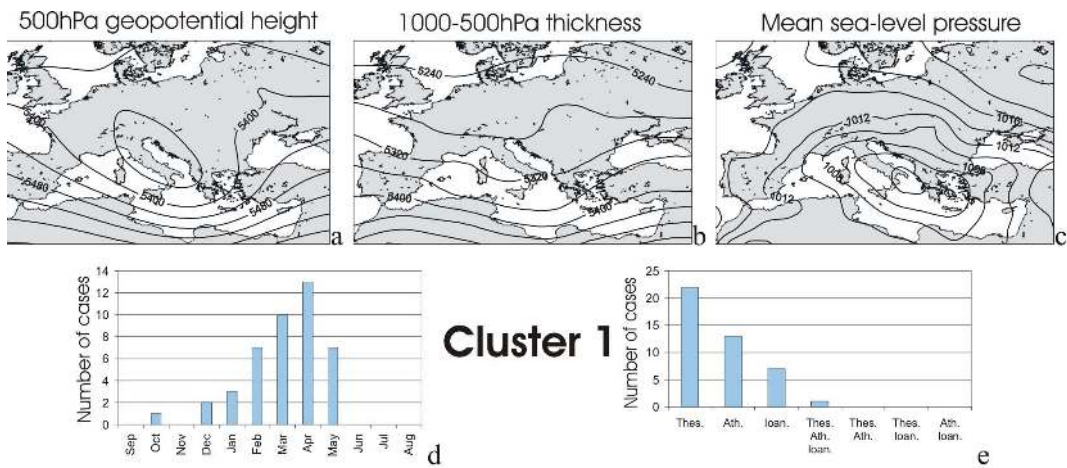 500hPa geopotential height
1000-500hPa thickness
Mean sea-level pressure
5400
5480
5400
5480
a
5240
5240
5320
5320
5400
5400
b
1012
1010
1012
1012
c
14
12
10
8
6
4
2
0
Number of cases
Sep
Oct
Nov
Dec
Jan
Feb
Mar
Apr
May
Jun
Jul
Aug
d
Cluster 1
25
20
15
10
5
0
Number of cases
Thes.
Ath.
Ioan.
Thes.
Ath.
Ioan.
Thes.
Ath.
Thes.
Ioan.
Ath.
Ioan.
e